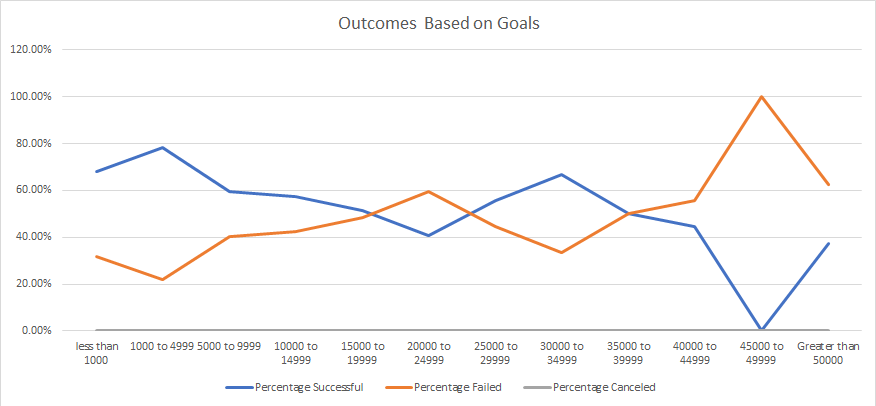 Outcomes  Based on Goals
120.00%
100.00%
80.00%
60.00%
40.00%
20.00%
0.00%
less than 1000
1000 to 4999
5000 to 9999
10000 to 14999
15000 to 19999
20000 to 24999
25000 to 29999
30000 to 34999
35000 to 39999
40000 to 44999
45000 to 49999
Greater than 50000
Percentage Successful
Percentage Failed
Percentage Canceled